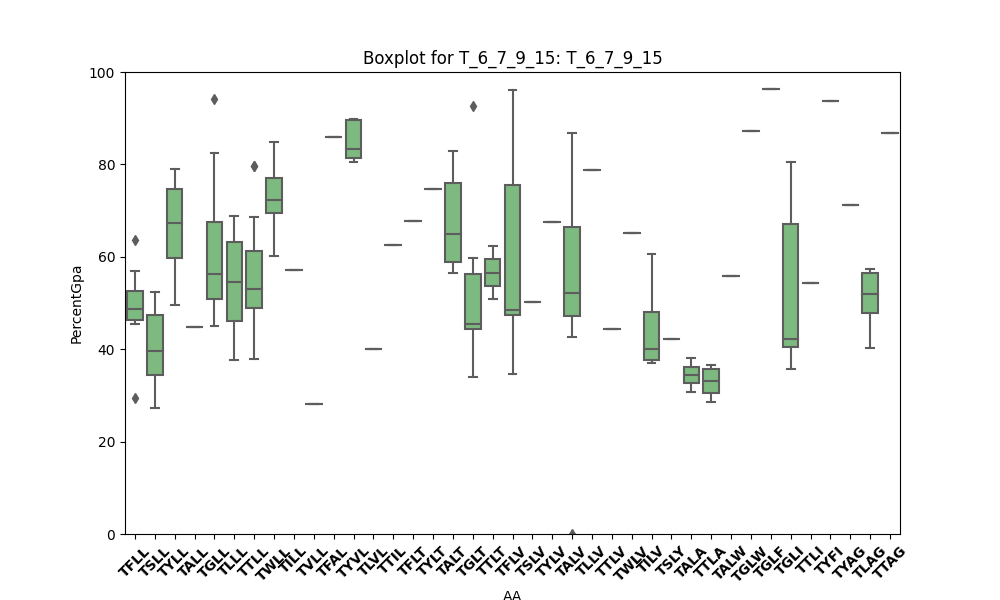 Boxplot for T_6_7_9_15: T_6_7_9_15
PercentGpa
100
80
60
40
20
0
TFLL TSLL TYLL TALL TGLL TLLL TTLL TWLL TILL TVLL TFAL TYVL TLVL TTIL TFLT TYLT TALT TGLT TTLT TFLV TSLV TYLV TALV TLLV TTLV TWLV TILV TSLY TALA TTLA TALW TGLW TGLF TGLI TTLI TYFI TYAG TLAG TTAG
AA